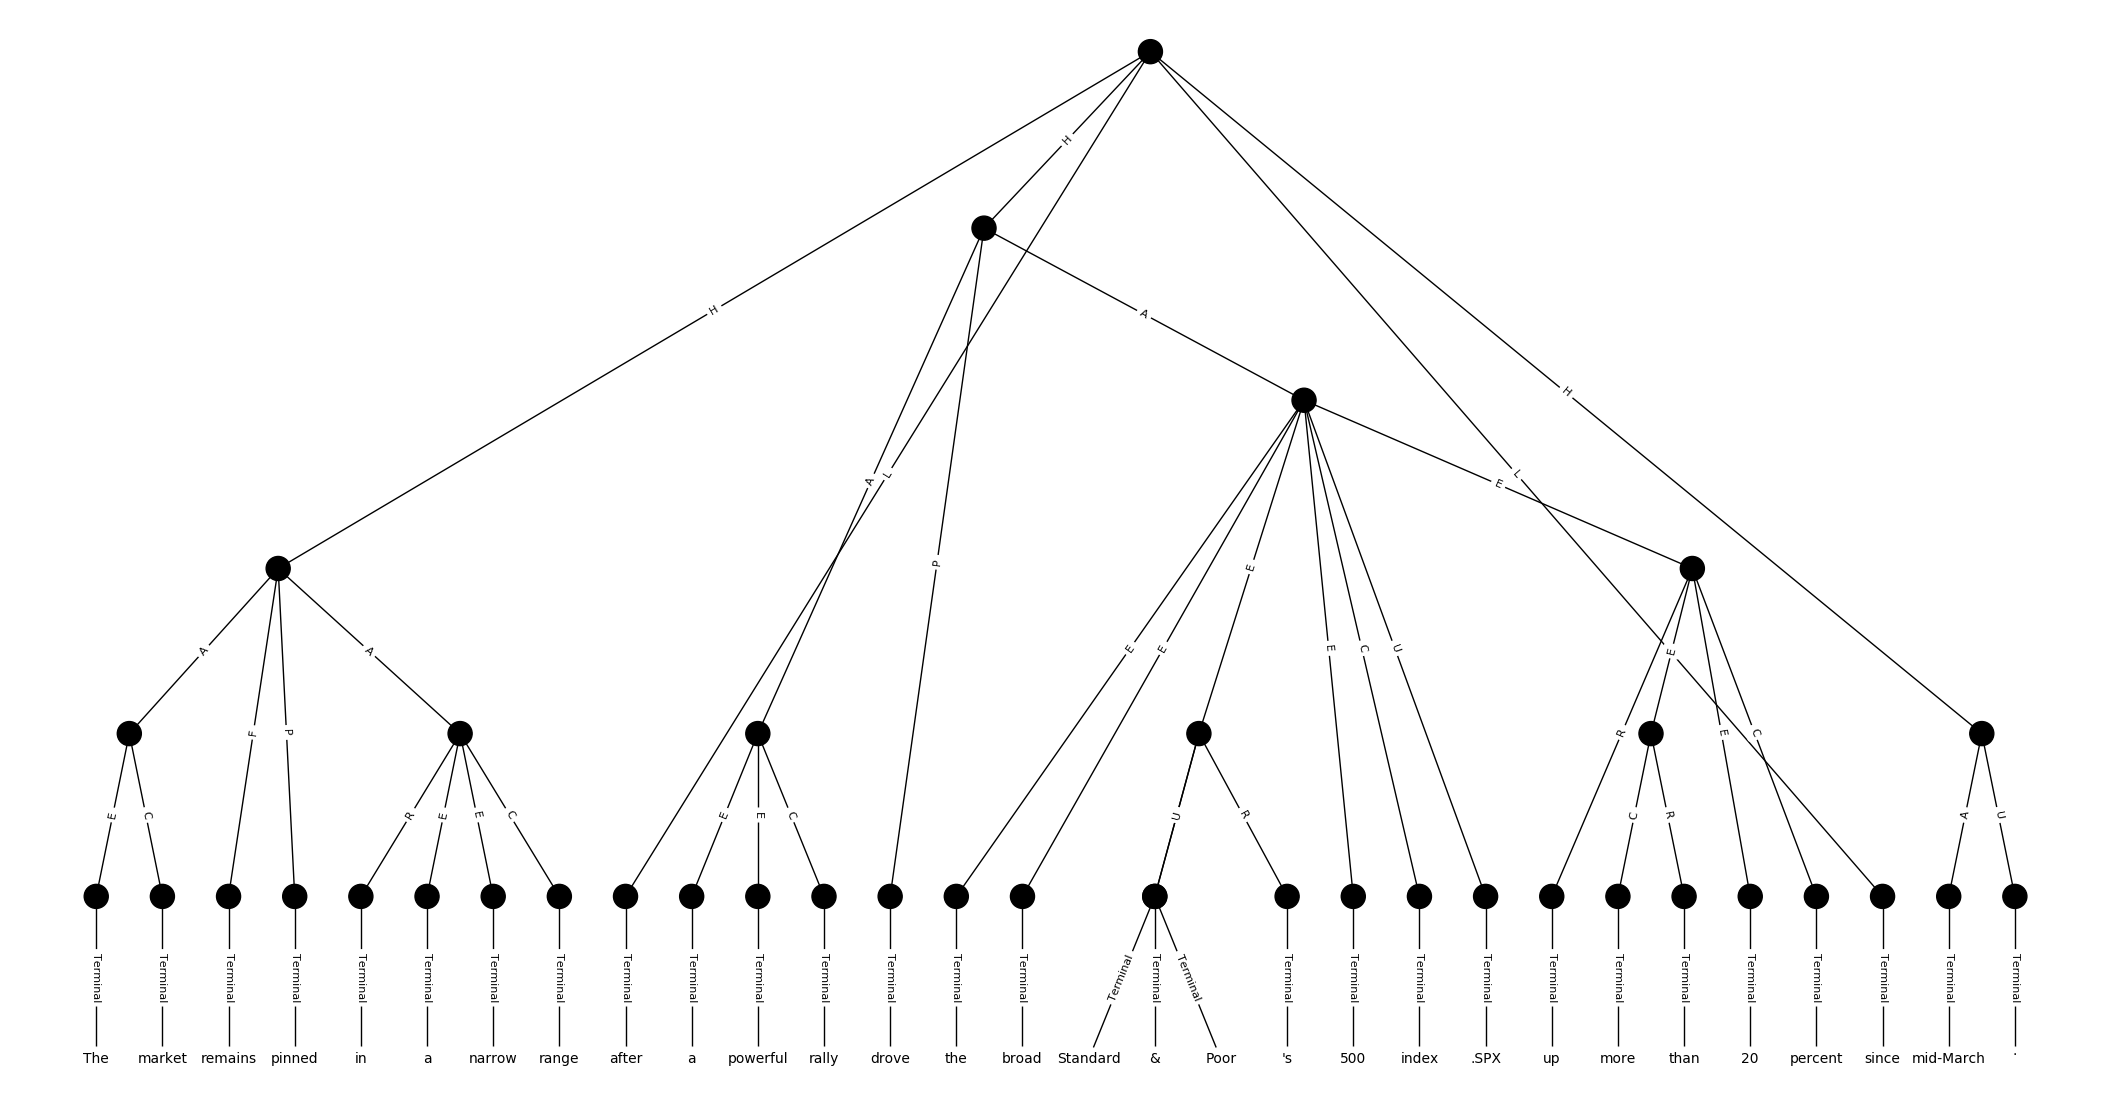 H
H
A
H
L
E
A
L
P
E
A
A
E
E
E
C
U
E
F
P
R
E
C
E
C
R
E
E
C
E
E
C
U
R
C
R
A
U
Terminal Terminal Terminal Terminal Terminal Terminal Terminal Terminal Terminal Terminal Terminal Terminal Terminal Terminal Terminal Terminal Terminal Terminal Terminal Terminal Terminal Terminal Terminal Terminal Terminal Terminal Terminal Terminal Terminal Terminal
The market remains pinned in a narrow range after a powerful rally drove the broad Standard & Poor 's 500 index .SPX up more than 20 percent since mid-March .